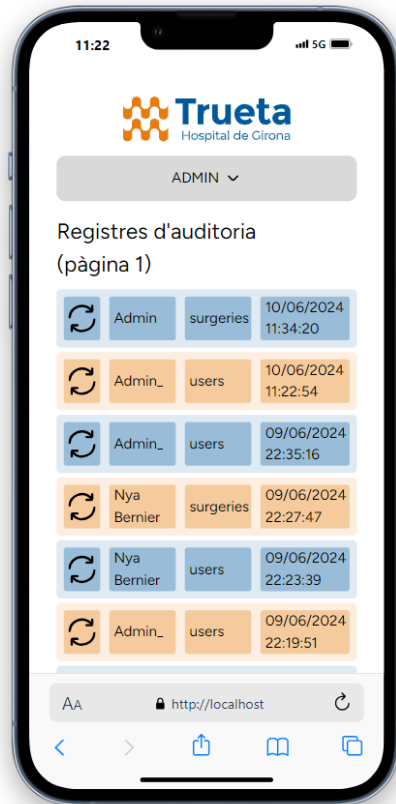 11:22
5G
Trueta
Hospital de Girona
ADMIN
Registres d'auditoria
(pàgina 1)
Admin surgeries 10/06/2024
11:34:20
Admin_ users 10/06/2024
11:22:54
Admin_ users 09/06/2024
22:35:16
Nya Bernier surgeries 09/06/2024
22:27:47
Nya Bernier users 09/06/2024
22:23:39
Admin_ users 09/06/2024
22:19:51
AA http://localhost